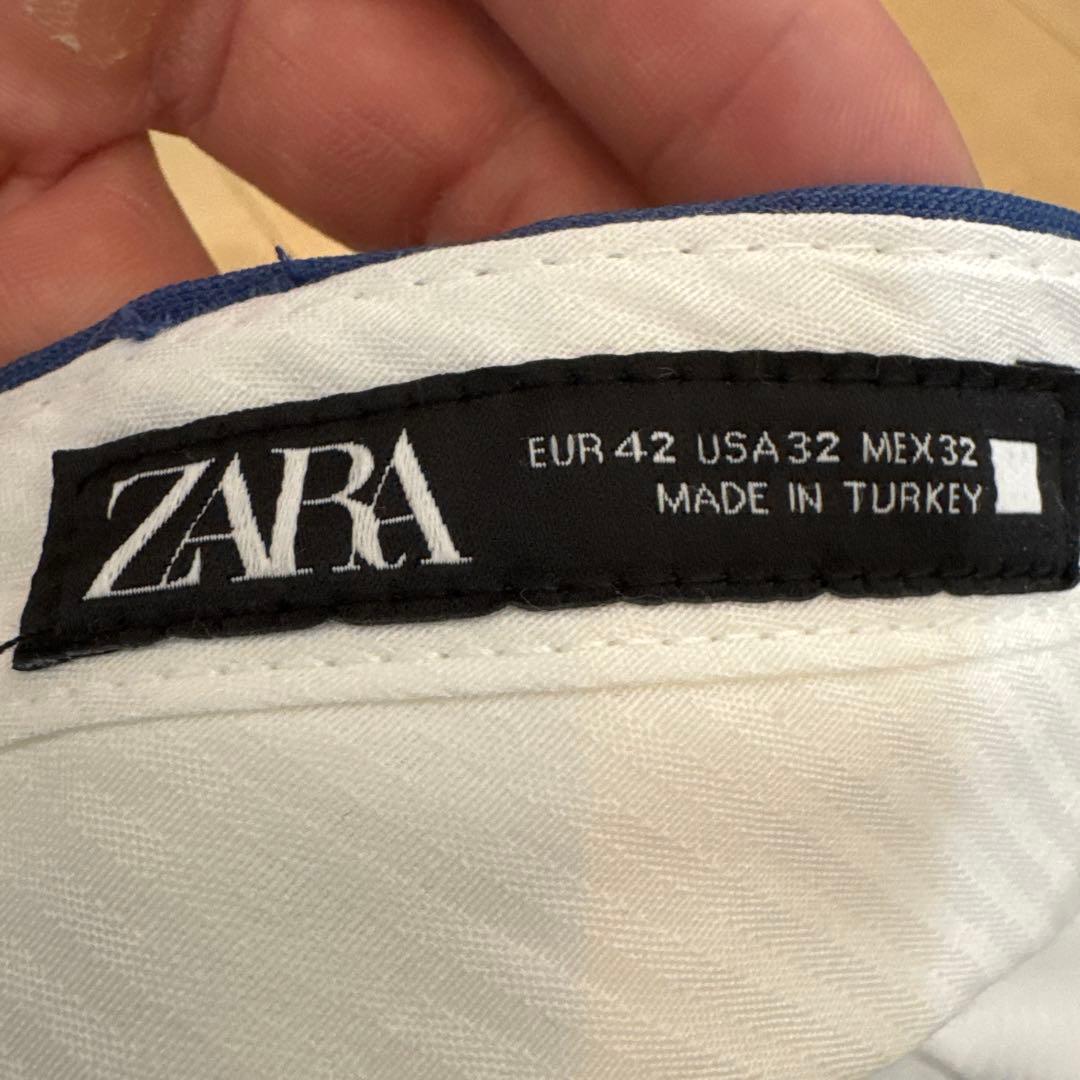 ZARA
EUR 42 USA 32 MEX 32
MADE IN TURKEY